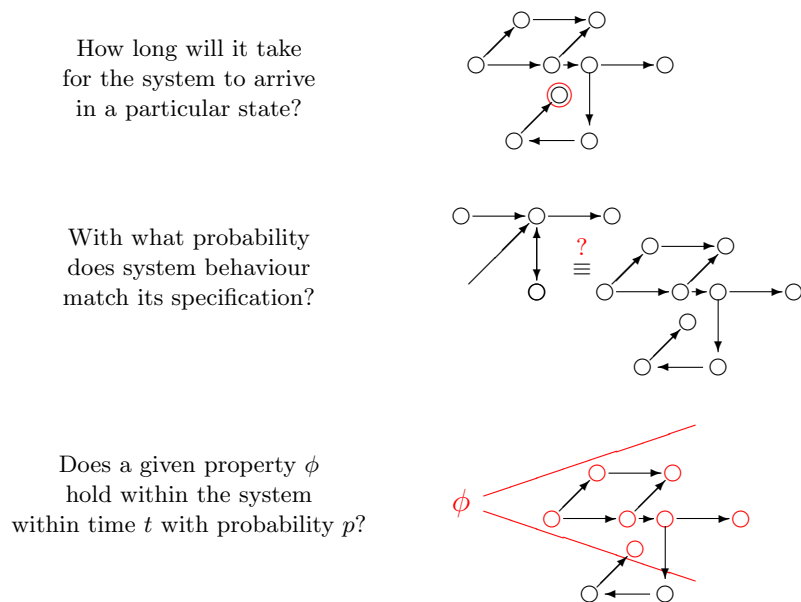 How long will it take
for the system to arrive
in a particular state?
With what probability
does system behaviour
match its specification?
?
≡
Does a given property ϕ
hold within the system
within time t with probability p?
ϕ